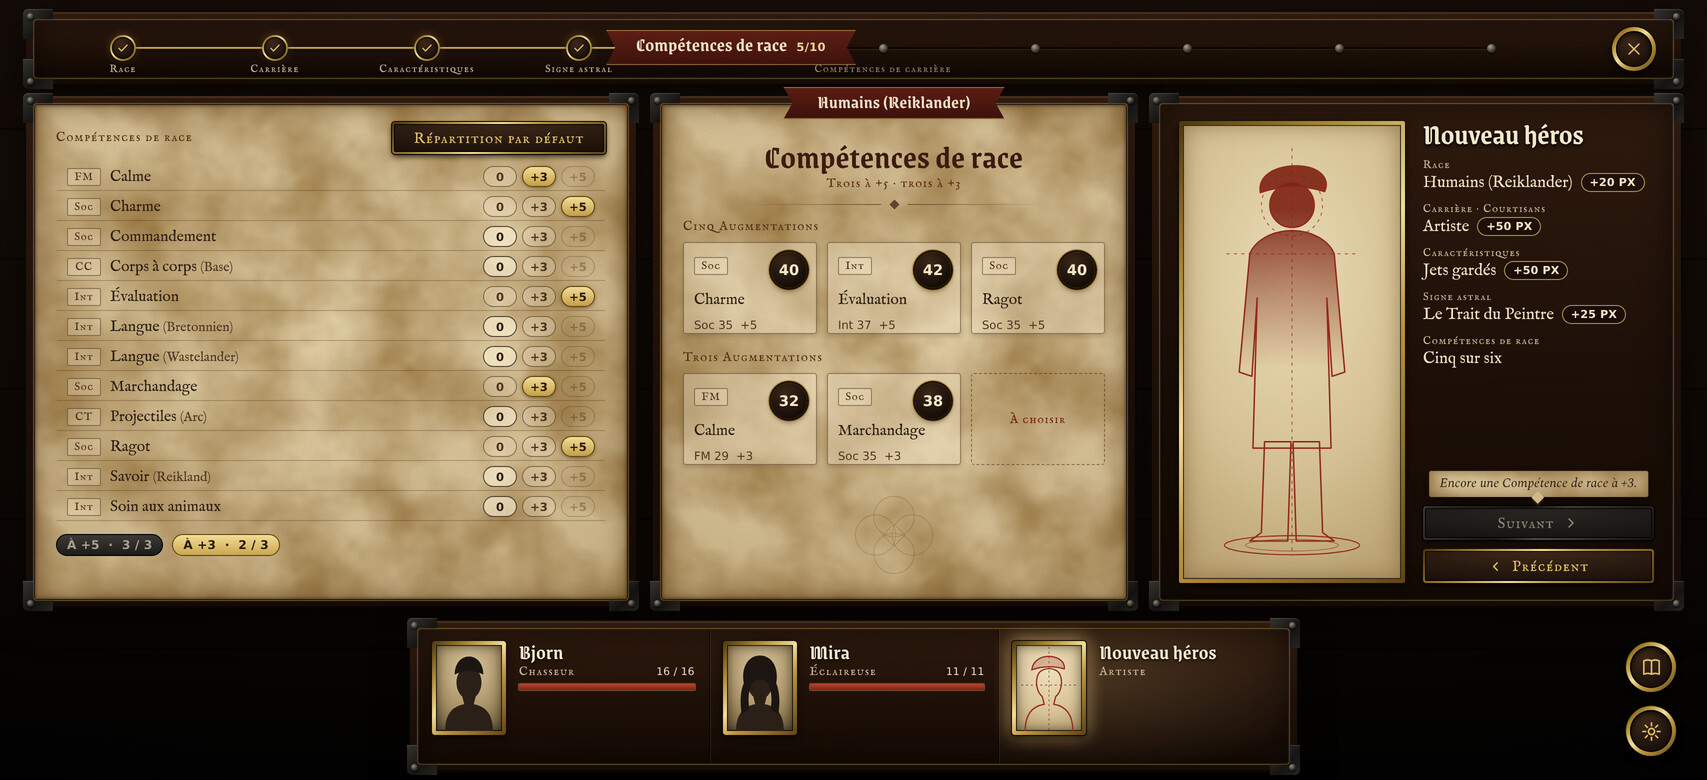 Compétences de race 5/10
Race
Carrière
Caractéristiques
Signe astral
Compétences de carrière
Compétences de race
Répartition par défaut
FM Calme 0 +3 +5
Soc Charme 0 +3 +5
Soc Commandement 0 +3 +5
CC Corps à corps (Base) 0 +3 +5
Int Évaluation 0 +3 +5
Int Langue (Bretonnien) 0 +3 +5
Int Langue (Wastelander) 0 +3 +5
Soc Marchandage 0 +3 +5
CT Projectiles (Arc) 0 +3 +5
Soc Ragot 0 +3 +5
Int Savoir (Reikland) 0 +3 +5
Int Soin aux animaux 0 +3 +5
À +5 · 3 / 3
À +3 · 2 / 3
Humains (Reiklander)
Compétences de race
Trois à +5 · trois à +3
Cinq Augmentations
Soc 40
Charme
Soc 35 +5
Int 42
Évaluation
Int 37 +5
Soc 40
Ragot
Soc 35 +5
Trois Augmentations
FM 32
Calme
FM 29 +3
Soc 38
Marchandage
Soc 35 +3
À choisir
Nouveau héros
Race
Humains (Reiklander) +20 PX
Carrière · Courtisans
Artiste +50 PX
Caractéristiques
Jets gardés +50 PX
Signe astral
Le Trait du Peintre +25 PX
Compétences de race
Cinq sur six
Encore une Compétence de race à +3.
Suivant
Précédent
Bjorn
Chasseur 16 / 16
Mira
Éclaireuse 11 / 11
Nouveau héros
Artiste